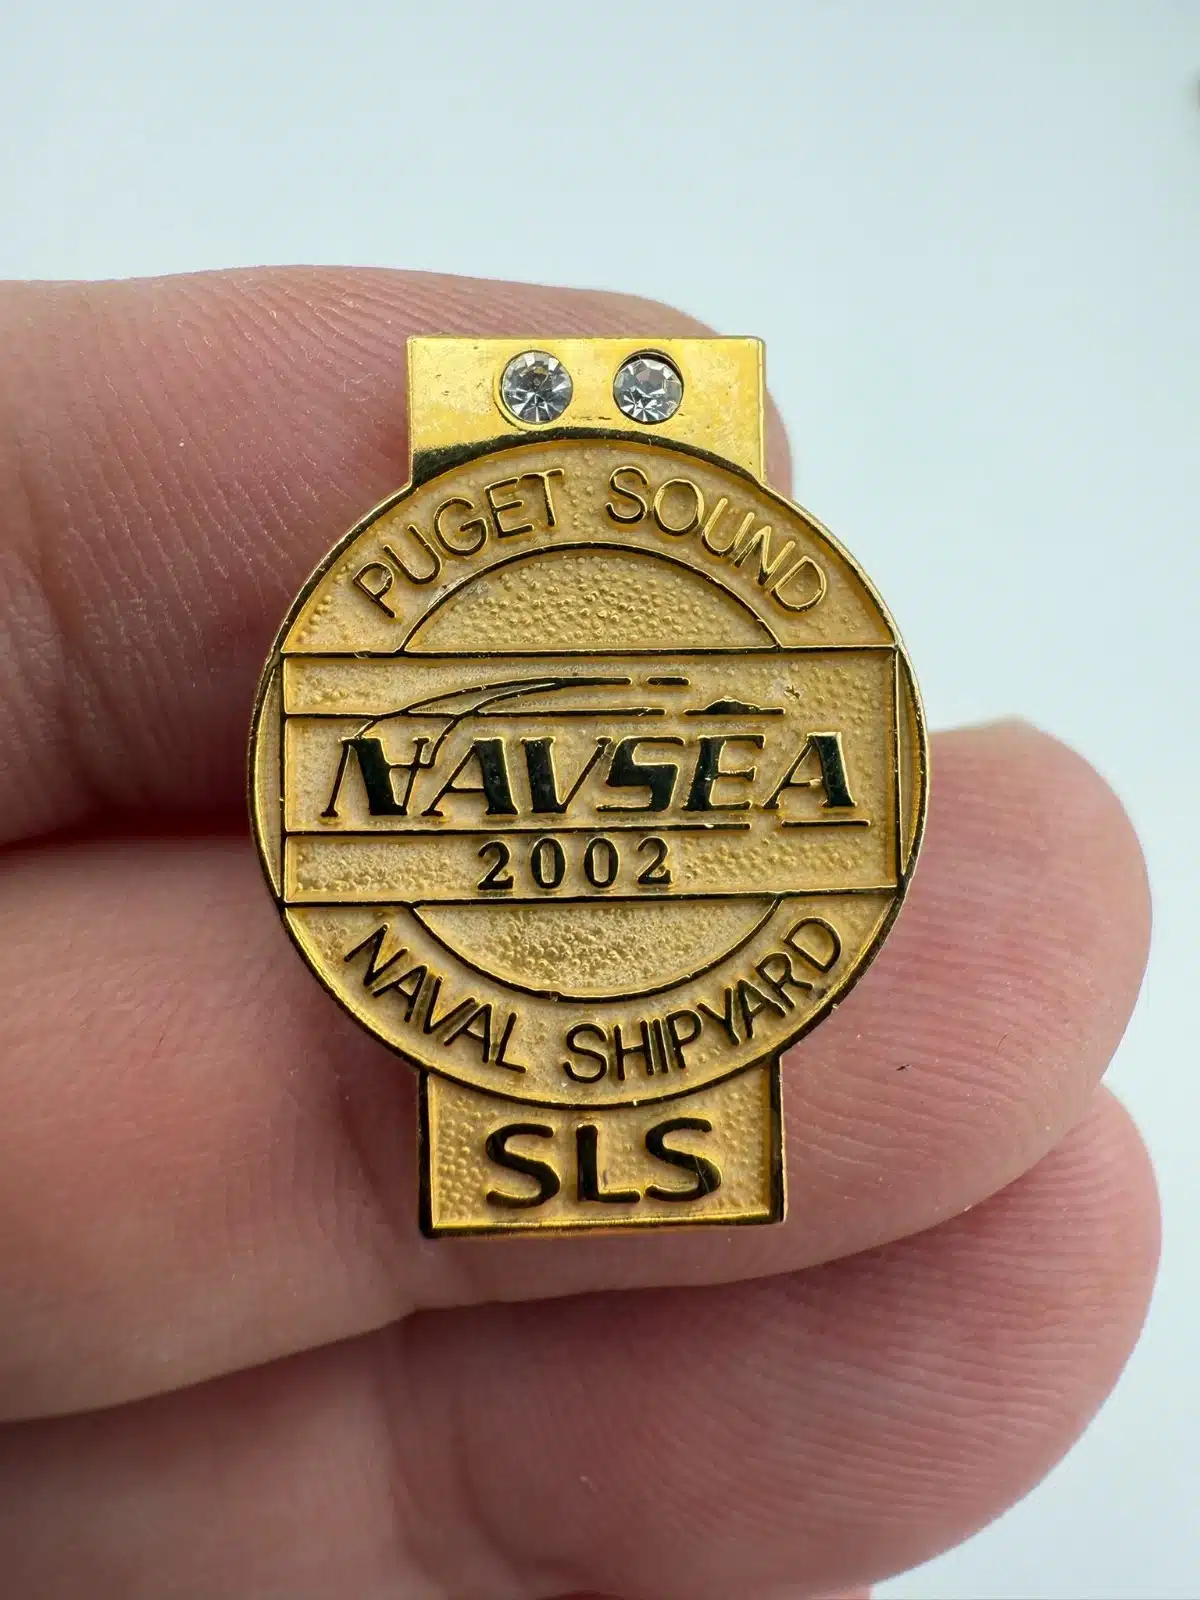 PUGET SOUND
NAVSEA
2002
NAVAL SHIPYARD
SLS